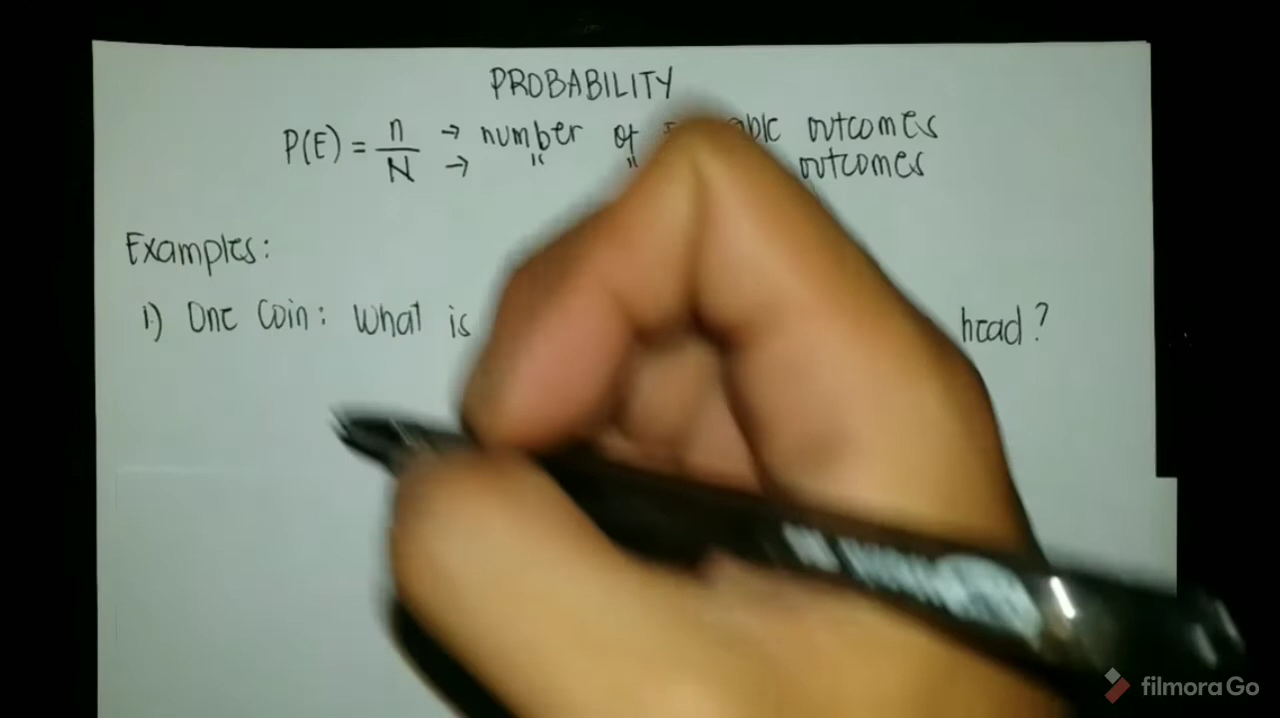 PROBABILITY
P(E) = n/N → number of outcomes
→ " " outcomes
Examples:
1) One Coin: What is head?
filmoraGo